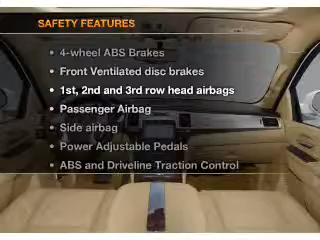 SAFETY FEATURES
• 4-wheel ABS Brakes
• Front Ventilated disc brakes
• 1st, 2nd and 3rd row head airbags
• Passenger Airbag
• Side airbag
• Power Adjustable Pedals
• ABS and Driveline Traction Control